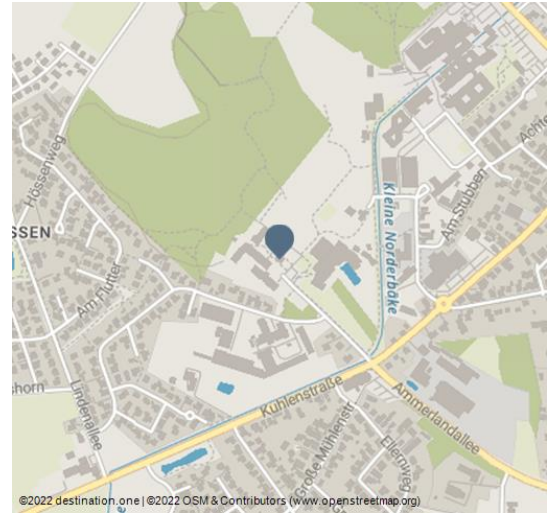 Hössenweg
SSEN
Am Flutter
Lindenallee
shorn
Kuhlenstraße
Große Mühlenstr.
Ellernweg
Ammerlandallee
Kleine Norderbäke
Am Stubben
Achte
©2022 destination.one | ©2022 OSM & Contributors (www.openstreetmap.org)